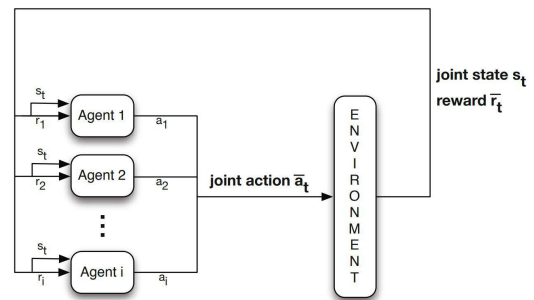 joint state s_t
reward r̅_t
s_t
r_1
Agent 1
a_1
s_t
r_2
Agent 2
a_2
joint action a̅_t
s_t
r_i
Agent i
a_i
E
N
V
I
R
O
N
M
E
N
T